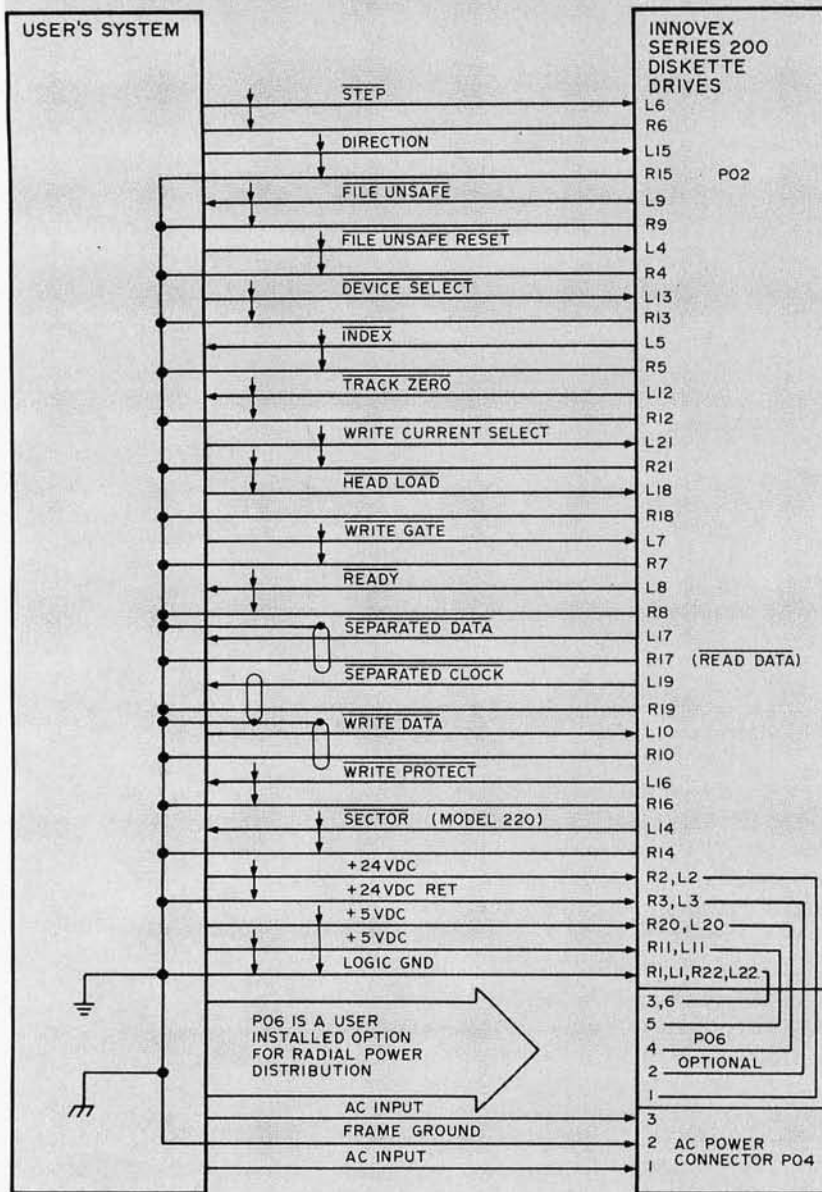 USER'S SYSTEM
INNOVEX
SERIES 200
DISKETTE
DRIVES
STEP
L6
R6
DIRECTION
L15
R15
PO2
FILE UNSAFE
L9
R9
FILE UNSAFE RESET
L4
R4
DEVICE SELECT
L13
R13
INDEX
L5
R5
TRACK ZERO
L12
R12
WRITE CURRENT SELECT
L21
R21
HEAD LOAD
L18
R18
WRITE GATE
L7
R7
READY
L8
R8
SEPARATED DATA
L17
R17 (READ DATA)
SEPARATED CLOCK
L19
R19
WRITE DATA
L10
R10
WRITE PROTECT
L16
R16
SECTOR (MODEL 220)
L14
R14
+24VDC
R2, L2
+24VDC RET
R3, L3
+5VDC
R20, L20
+5VDC
R11, L11
LOGIC GND
R1, L1, R22, L22
3,6
5
4
2
1
PO6
OPTIONAL
PO6 IS A USER
INSTALLED OPTION
FOR RADIAL POWER
DISTRIBUTION
AC INPUT
3
FRAME GROUND
2
AC INPUT
1
AC POWER
CONNECTOR PO4